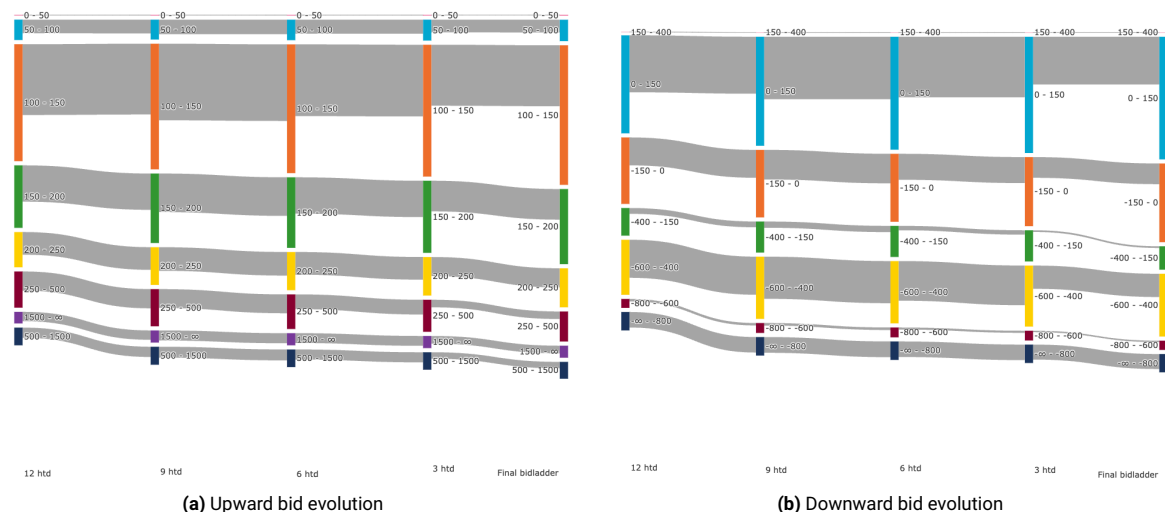 0 - 50
0 - 50
0 - 50
0 - 50
0 - 50
50 - 100
50 - 100
50 - 100
50 - 100
50 - 100
100 - 150
100 - 150
100 - 150
100 - 150
100 - 150
150 - 200
150 - 200
150 - 200
150 - 200
150 - 200
200 - 250
200 - 250
200 - 250
200 - 250
200 - 250
250 - 500
250 - 500
250 - 500
250 - 500
250 - 500
1500 - ∞
1500 - ∞
1500 - ∞
1500 - ∞
1500 - ∞
500 - 1500
500 - 1500
500 - 1500
500 - 1500
500 - 1500
12 htd
9 htd
6 htd
3 htd
Final bidladder
(a) Upward bid evolution
150 - 400
150 - 400
150 - 400
150 - 400
150 - 400
0 - 150
0 - 150
0 - 150
0 - 150
0 - 150
-150 - 0
-150 - 0
-150 - 0
-150 - 0
-150 - 0
-400 - -150
-400 - -150
-400 - -150
-400 - -150
-400 - -150
-600 - -400
-600 - -400
-600 - -400
-600 - -400
-600 - -400
-800 - -600
-800 - -600
-800 - -600
-800 - -600
-800 - -600
-∞ - -800
-∞ - -800
-∞ - -800
-∞ - -800
-∞ - -800
12 htd
9 htd
6 htd
3 htd
Final bidladder
(b) Downward bid evolution